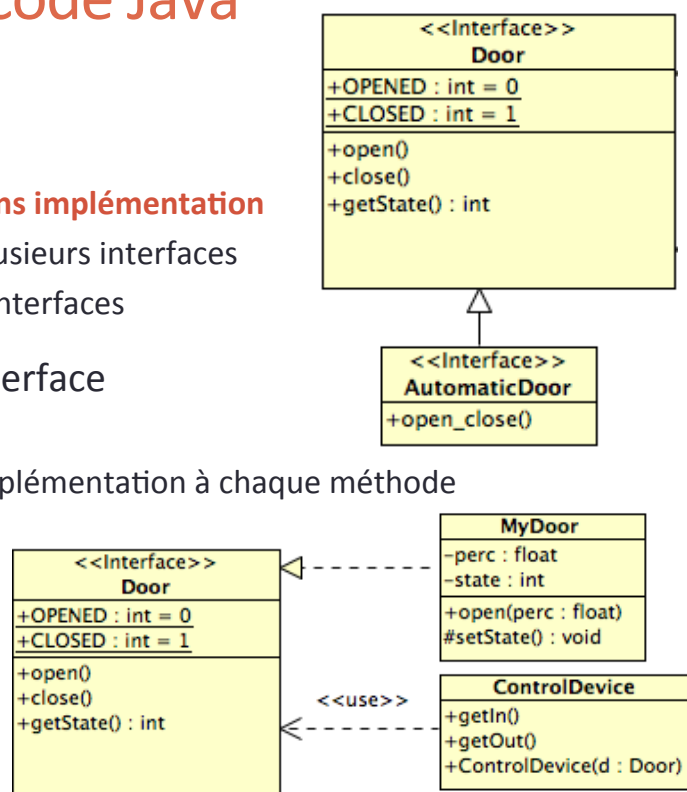 code Java
<<Interface>>
Door
+OPENED : int = 0
+CLOSED : int = 1
+open()
+close()
+getState() : int
ns implémentation
usieurs interfaces
nterfaces
<<Interface>>
AutomaticDoor
+open_close()
erface
plémentation à chaque méthode
<<Interface>>
Door
+OPENED : int = 0
+CLOSED : int = 1
+open()
+close()
+getState() : int
MyDoor
-perc : float
-state : int
+open(perc : float)
#setState() : void
<<use>>
ControlDevice
+getIn()
+getOut()
+ControlDevice(d : Door)